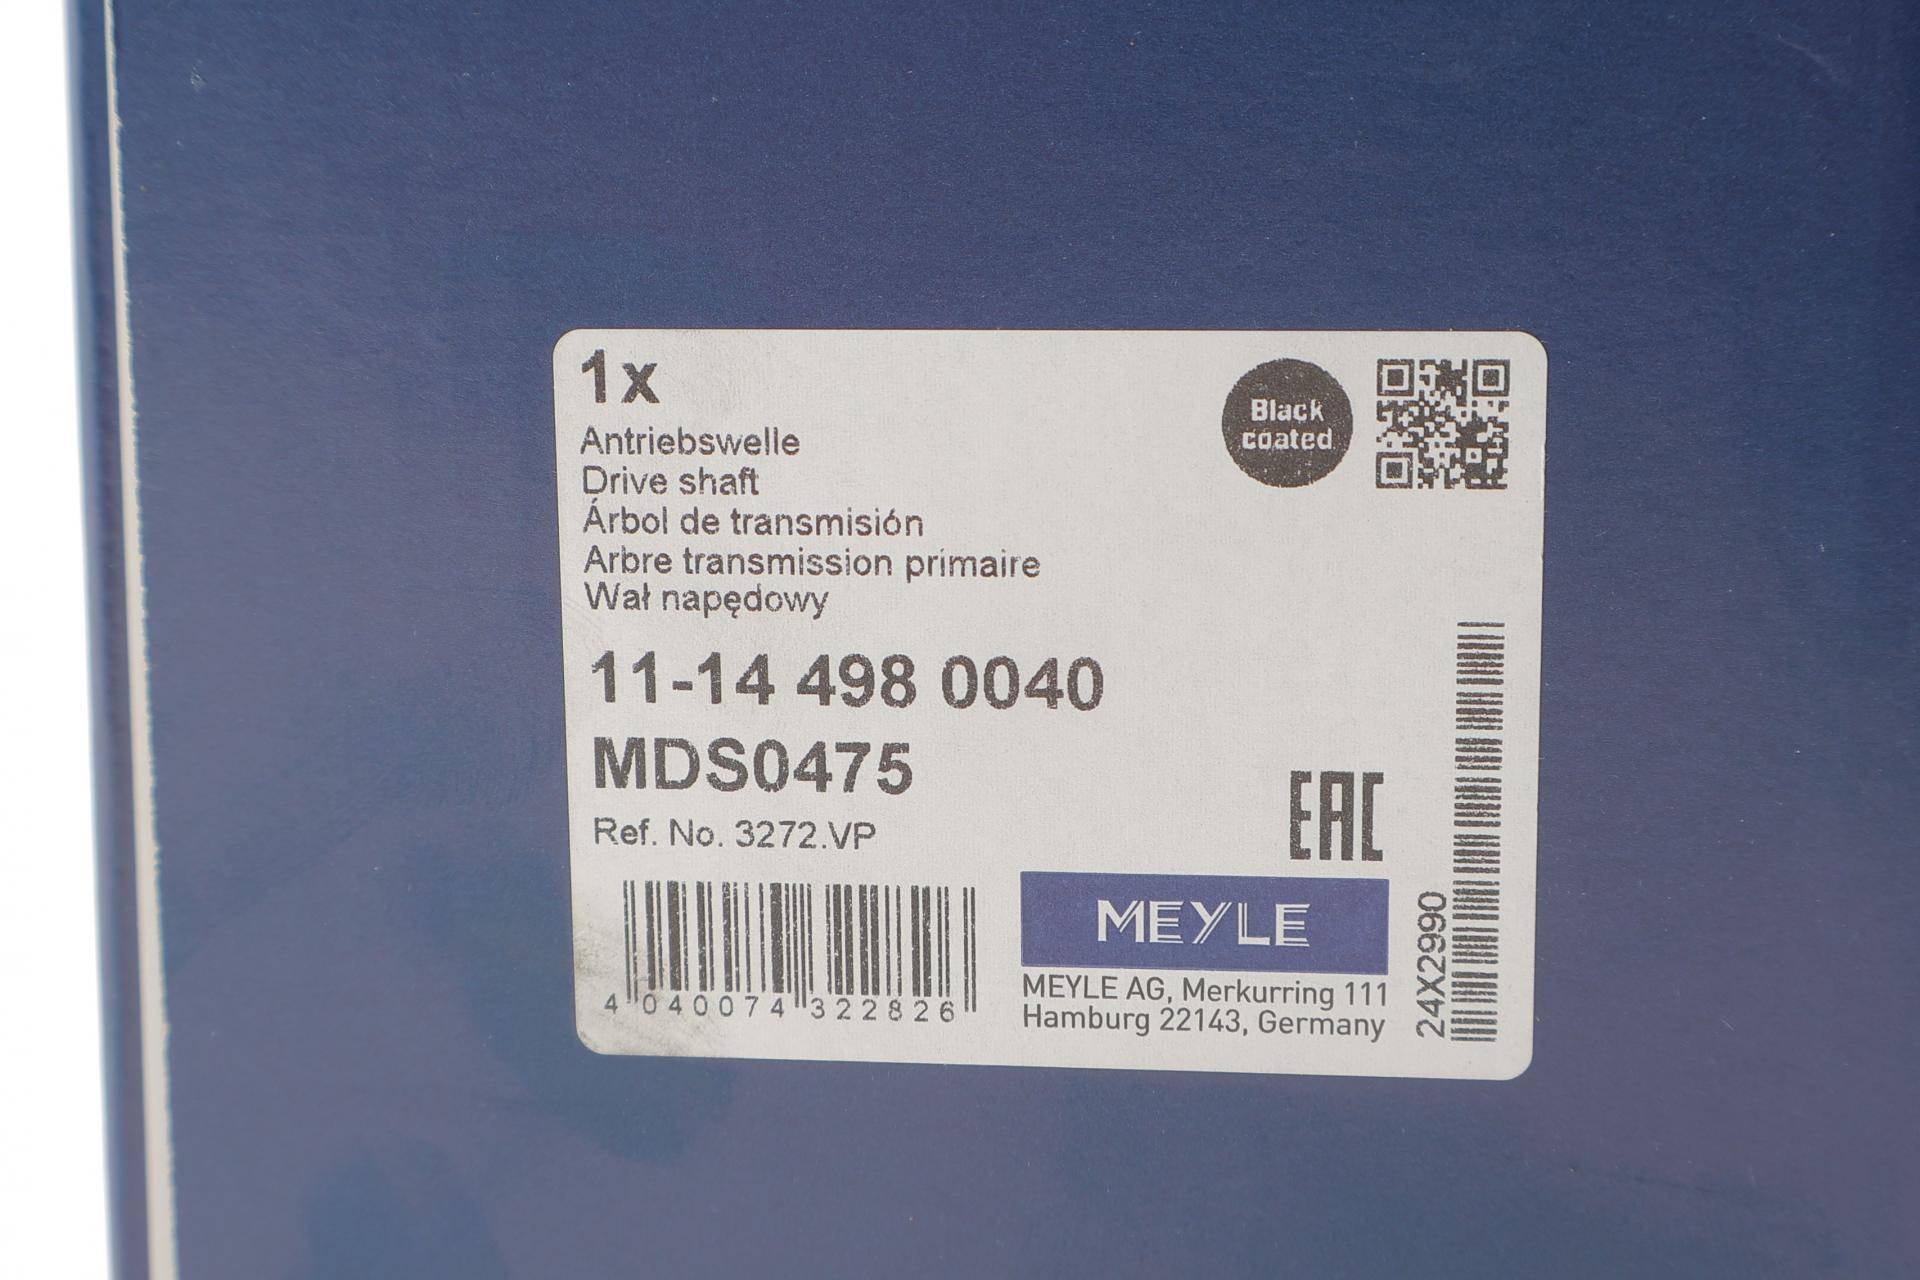 1x
Black
coated
Antriebswelle
Drive shaft
Árbol de transmisión
Arbre transmission primaire
Wał napędowy
11-14 498 0040
MDS0475
Ref. No. 3272.VP
EAC
4 040074 322826
MEYLE
MEYLE AG, Merkurring 111
Hamburg 22143, Germany
24X2990